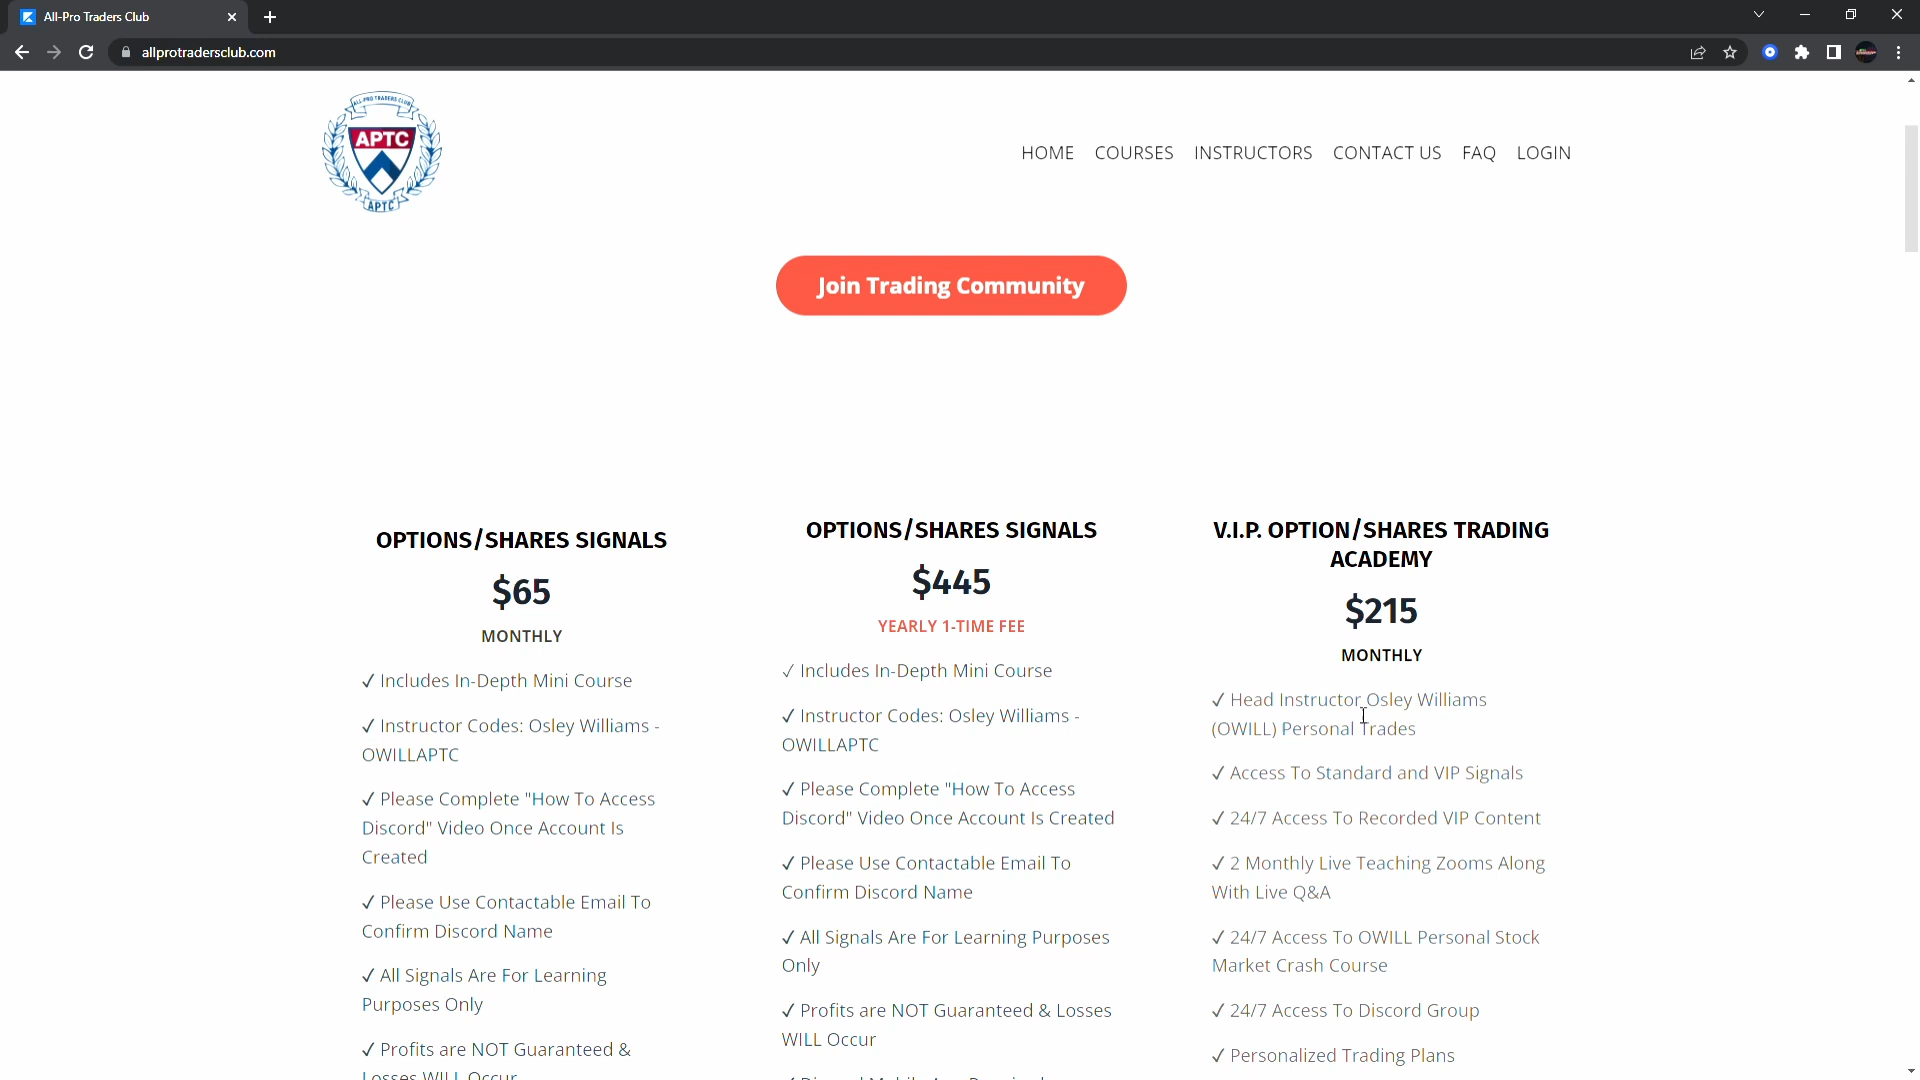 All-Pro Traders Club
allprotradersclub.com
ALL-PRO TRADERS CLUB
APTC
APTC
HOME COURSES INSTRUCTORS CONTACT US FAQ LOGIN
Join Trading Community
OPTIONS/SHARES SIGNALS
$65
MONTHLY
✓ Includes In-Depth Mini Course
✓ Instructor Codes: Osley Williams -
OWILLAPTC
✓ Please Complete "How To Access
Discord" Video Once Account Is
Created
✓ Please Use Contactable Email To
Confirm Discord Name
✓ All Signals Are For Learning
Purposes Only
✓ Profits are NOT Guaranteed &
Losses WILL Occur
OPTIONS/SHARES SIGNALS
$445
YEARLY 1-TIME FEE
✓ Includes In-Depth Mini Course
✓ Instructor Codes: Osley Williams -
OWILLAPTC
✓ Please Complete "How To Access
Discord" Video Once Account Is Created
✓ Please Use Contactable Email To
Confirm Discord Name
✓ All Signals Are For Learning Purposes
Only
✓ Profits are NOT Guaranteed & Losses
WILL Occur
V.I.P. OPTION/SHARES TRADING
ACADEMY
$215
MONTHLY
✓ Head Instructor Osley Williams
(OWILL) Personal Trades
✓ Access To Standard and VIP Signals
✓ 24/7 Access To Recorded VIP Content
✓ 2 Monthly Live Teaching Zooms Along
With Live Q&A
✓ 24/7 Access To OWILL Personal Stock
Market Crash Course
✓ 24/7 Access To Discord Group
✓ Personalized Trading Plans